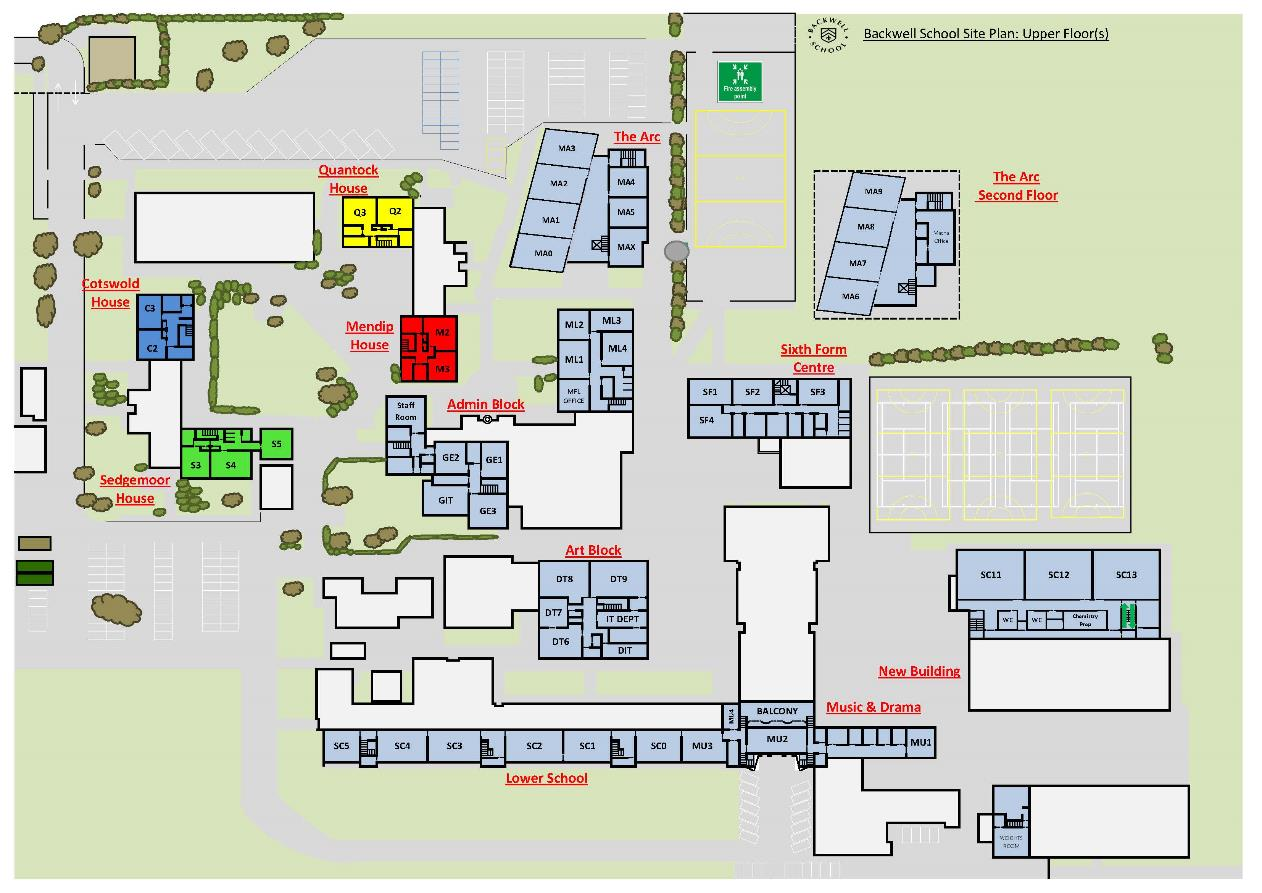 BACKWELL
SCHOOL
Backwell School Site Plan: Upper Floor(s)
Fire assembly
point
The Arc
MA3
MA2
MA1
MA0
MA4
MA5
MAX
The Arc
Second Floor
MA9
MA8
MA7
MA6
Maths
Office
Quantock
House
Q3
Q2
Cotswold
House
C3
C2
Mendip
House
M2
M3
ML2
ML3
ML1
ML4
MFL
OFFICE
Sixth Form
Centre
SF1
SF2
SF3
SF4
Staff
Room
Admin Block
GE2
GE1
GIT
GE3
Sedgemoor
House
S3
S4
S5
Art Block
DT8
DT9
DT7
IT DEPT
DT6
DIT
SC11
SC12
SC13
WC
WC
Chemistry
Prep
New Building
Music & Drama
MU4
BALCONY
MU2
MU1
SC5
SC4
SC3
SC2
SC1
SC0
MU3
Lower School
WEIGHTS
ROOM